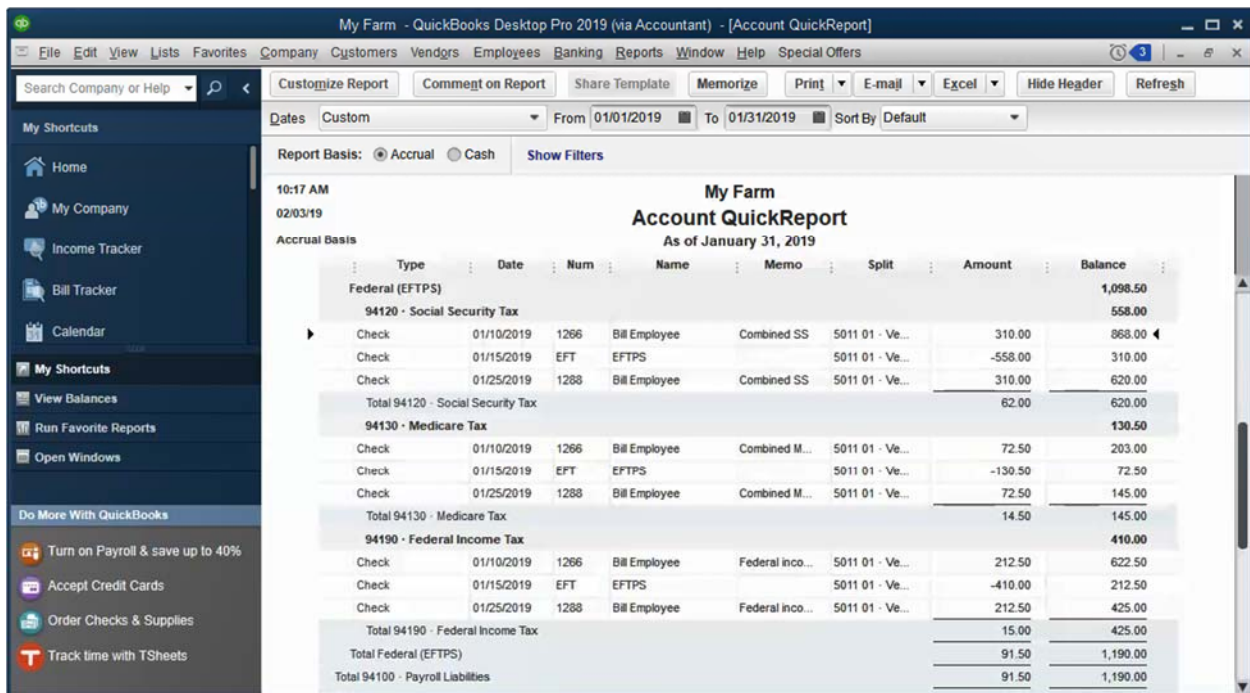 My Farm - QuickBooks Desktop Pro 2019 (via Accountant) - [Account QuickReport]
File Edit View Lists Favorites Company Customers Vendors Employees Banking Reports Window Help Special Offers 3
Search Company or Help
Customize Report Comment on Report Share Template Memorize Print E-mail Excel Hide Header Refresh
Dates Custom From 01/01/2019 To 01/31/2019 Sort By Default
Report Basis: Accrual Cash Show Filters
My Shortcuts
Home
My Company
Income Tracker
Bill Tracker
Calendar
My Shortcuts
View Balances
Run Favorite Reports
Open Windows
Do More With QuickBooks
Turn on Payroll & save up to 40%
Accept Credit Cards
Order Checks & Supplies
Track time with TSheets
10:17 AM My Farm
02/03/19 Account QuickReport
Accrual Basis As of January 31, 2019
Type Date Num Name Memo Split Amount Balance
Federal (EFTPS) 1,098.50
94120 · Social Security Tax 558.00
Check 01/10/2019 1266 Bill Employee Combined SS 5011 01 · Ve... 310.00 868.00
Check 01/15/2019 EFT EFTPS 5011 01 · Ve... -558.00 310.00
Check 01/25/2019 1288 Bill Employee Combined SS 5011 01 · Ve... 310.00 620.00
Total 94120 · Social Security Tax 62.00 620.00
94130 · Medicare Tax 130.50
Check 01/10/2019 1266 Bill Employee Combined M... 5011 01 · Ve... 72.50 203.00
Check 01/15/2019 EFT EFTPS 5011 01 · Ve... -130.50 72.50
Check 01/25/2019 1288 Bill Employee Combined M... 5011 01 · Ve... 72.50 145.00
Total 94130 · Medicare Tax 14.50 145.00
94190 · Federal Income Tax 410.00
Check 01/10/2019 1266 Bill Employee Federal inco... 5011 01 · Ve... 212.50 622.50
Check 01/15/2019 EFT EFTPS 5011 01 · Ve... -410.00 212.50
Check 01/25/2019 1288 Bill Employee Federal inco... 5011 01 · Ve... 212.50 425.00
Total 94190 · Federal Income Tax 15.00 425.00
Total Federal (EFTPS) 91.50 1,190.00
Total 94100 · Payroll Liabilities 91.50 1,190.00